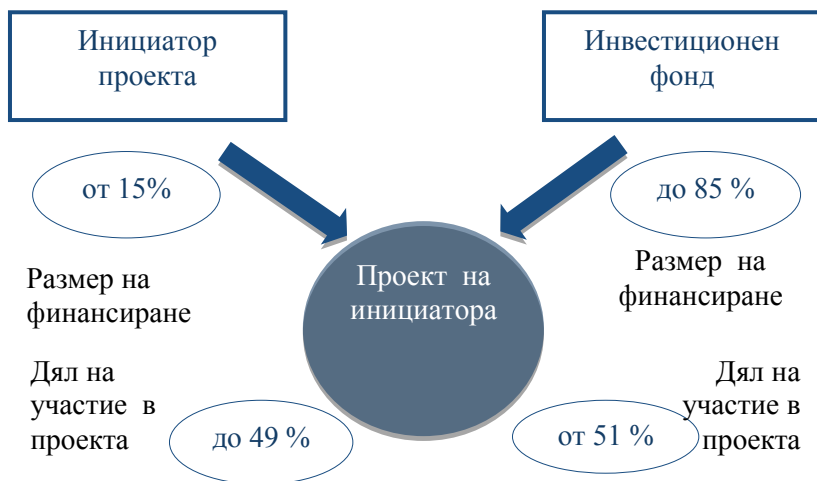 Инициатор
проекта
Инвестиционен
фонд
от 15%
до 85 %
Размер на
финансиране
Проект на
инициатора
Размер на
финансиране
Дял на
участие в
проекта
до 49 %
от 51 %
Дял на
участие в
проекта